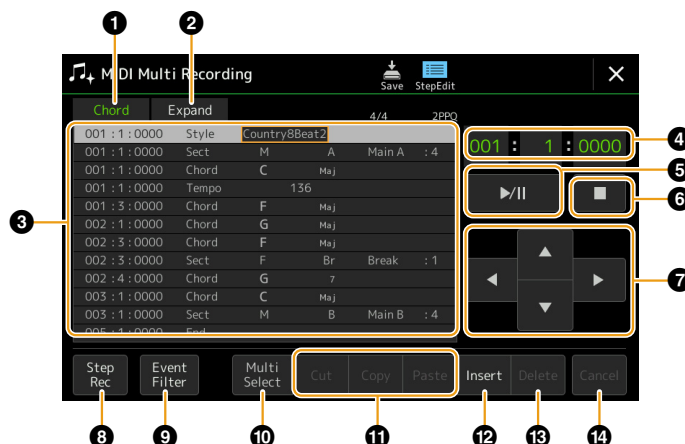 1 2
MIDI Multi Recording Save StepEdit
Chord Expand 4/4 2PPQ
001 : 1 : 0000 Style Country8Beat2
001 : 1 : 0000 Sect M A Main A : 4
001 : 1 : 0000 Chord C Maj
001 : 1 : 0000 Tempo 136
001 : 3 : 0000 Chord F Maj
002 : 1 : 0000 Chord G Maj
002 : 3 : 0000 Chord F Maj
002 : 3 : 0000 Sect F Br Break : 1
002 : 4 : 0000 Chord G 7
003 : 1 : 0000 Chord C Maj
003 : 1 : 0000 Sect M B Main B : 4
005 : 1 : 0000 End
3
001 : 1 : 0000 4
5
6
7
Step Rec
Event Filter
Multi Select
Cut Copy Paste Insert Delete Cancel
8 9 10 11 12 13 14